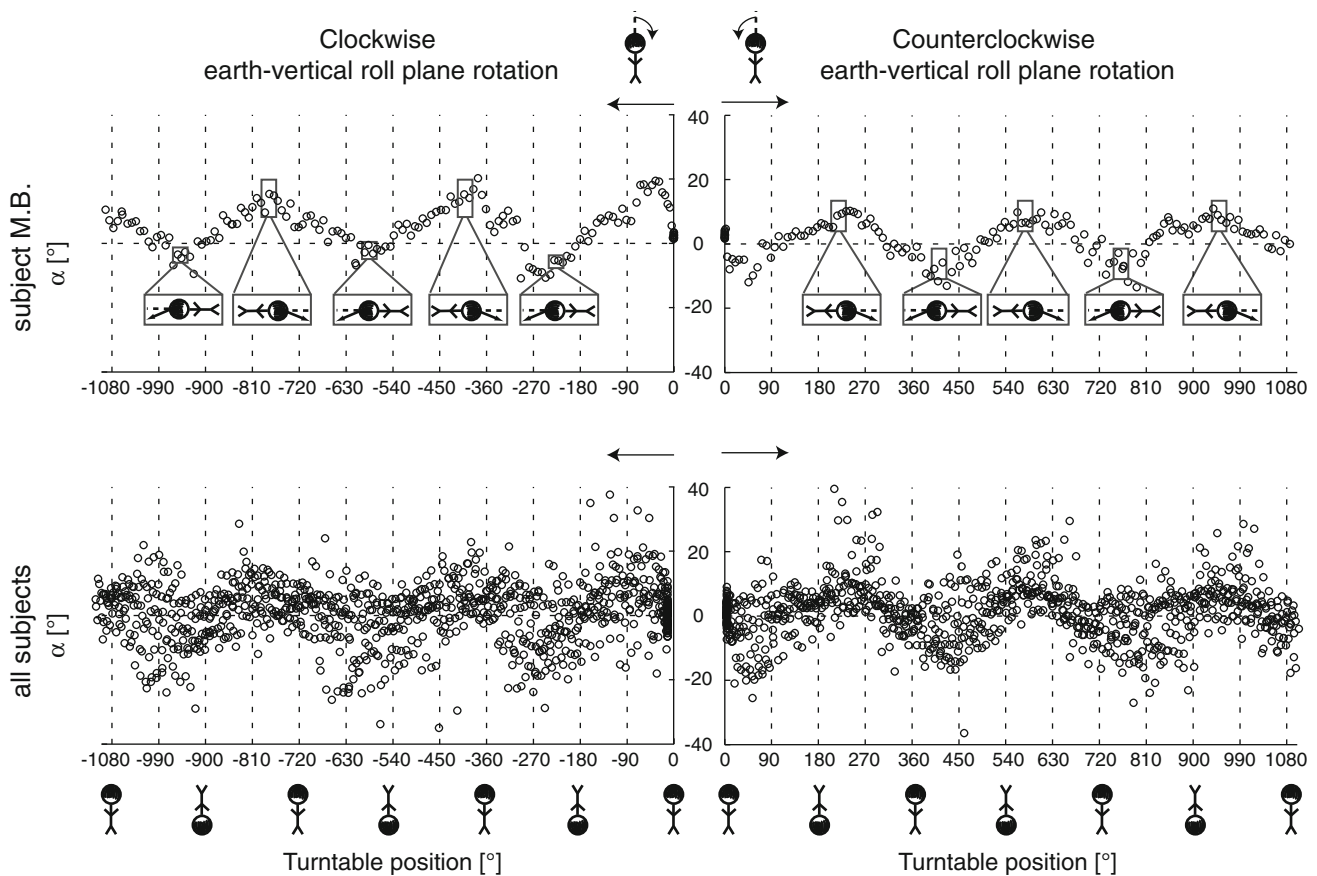 Clockwise
earth-vertical roll plane rotation
Counterclockwise
earth-vertical roll plane rotation
subject M.B.
α [°]
40
20
0
-20
-40
-1080 -990 -900 -810 -720 -630 -540 -450 -360 -270 -180 -90 0
0 90 180 270 360 450 540 630 720 810 900 990 1080
all subjects
α [°]
40
20
0
-20
-40
-1080 -990 -900 -810 -720 -630 -540 -450 -360 -270 -180 -90 0
0 90 180 270 360 450 540 630 720 810 900 990 1080
Turntable position [°]
Turntable position [°]